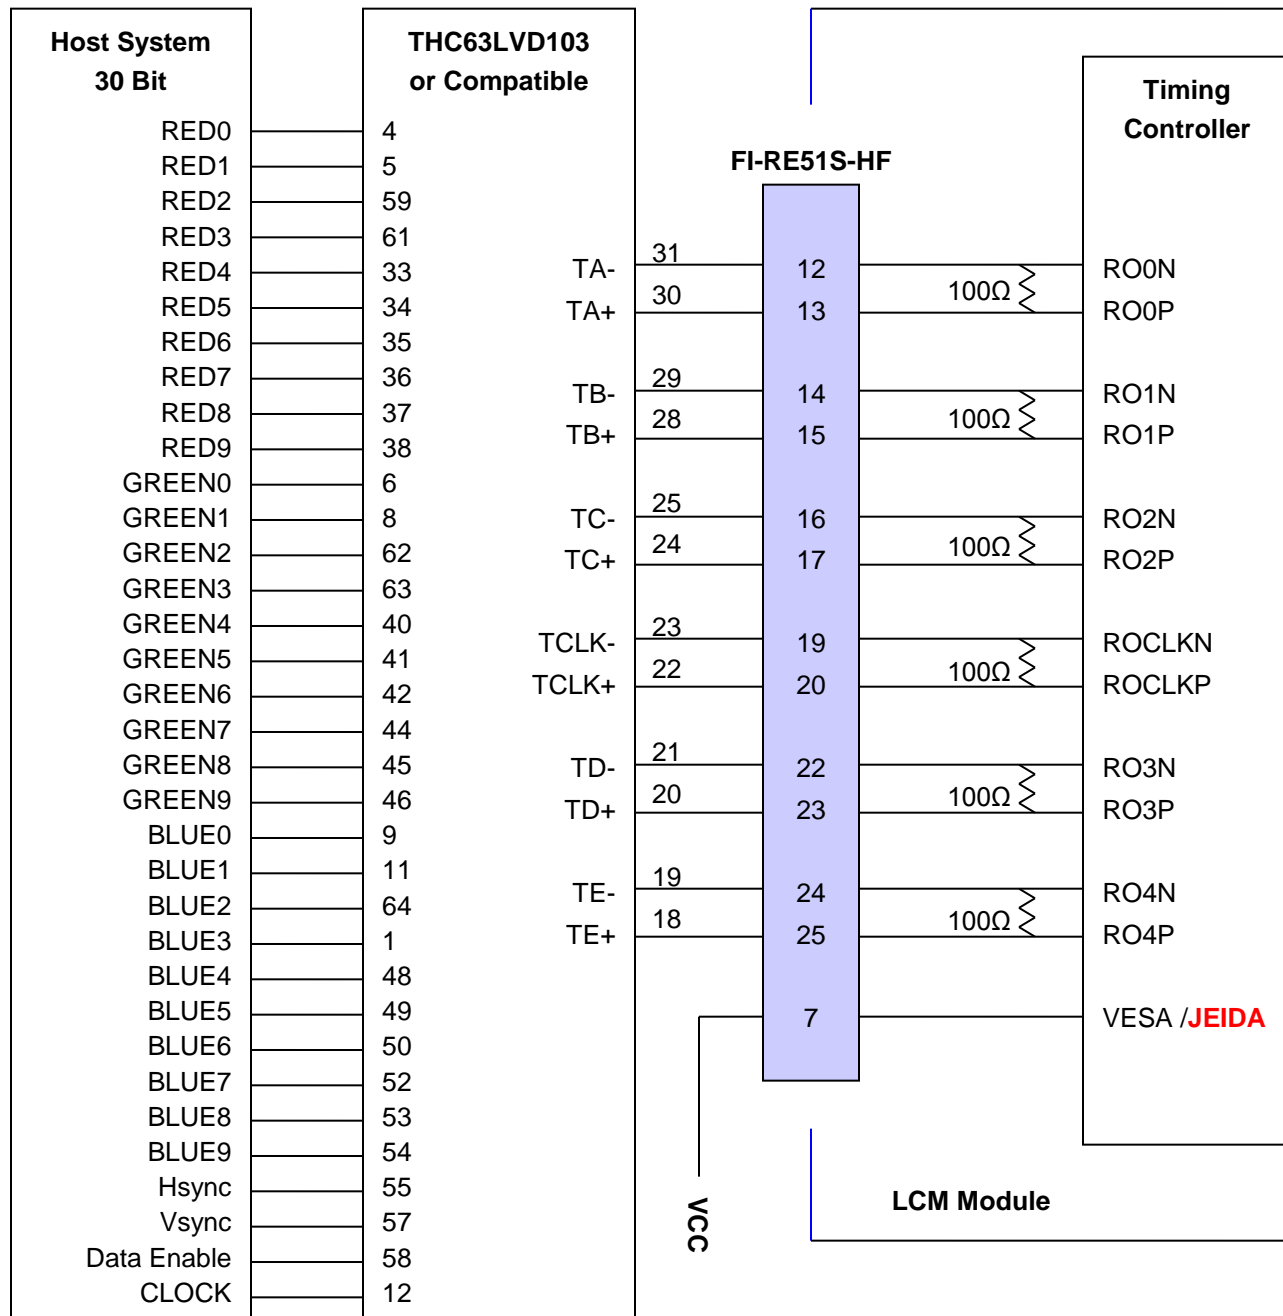 Host System
30 Bit
RED0
RED1
RED2
RED3
RED4
RED5
RED6
RED7
RED8
RED9
GREEN0
GREEN1
GREEN2
GREEN3
GREEN4
GREEN5
GREEN6
GREEN7
GREEN8
GREEN9
BLUE0
BLUE1
BLUE2
BLUE3
BLUE4
BLUE5
BLUE6
BLUE7
BLUE8
BLUE9
Hsync
Vsync
Data Enable
CLOCK
THC63LVD103
or Compatible
4
5
59
61
33
34
35
36
37
38
6
8
62
63
40
41
42
44
45
46
9
11
64
1
48
49
50
52
53
54
55
57
58
12
TA-
TA+
TB-
TB+
TC-
TC+
TCLK-
TCLK+
TD-
TD+
TE-
TE+
31
30
29
28
25
24
23
22
21
20
19
18
VCC
FI-RE51S-HF
12
13
14
15
16
17
19
20
22
23
24
25
7
100Ω
100Ω
100Ω
100Ω
100Ω
100Ω
Timing
Controller
RO0N
RO0P
RO1N
RO1P
RO2N
RO2P
ROCLKN
ROCLKP
RO3N
RO3P
RO4N
RO4P
VESA /JEIDA
LCM Module